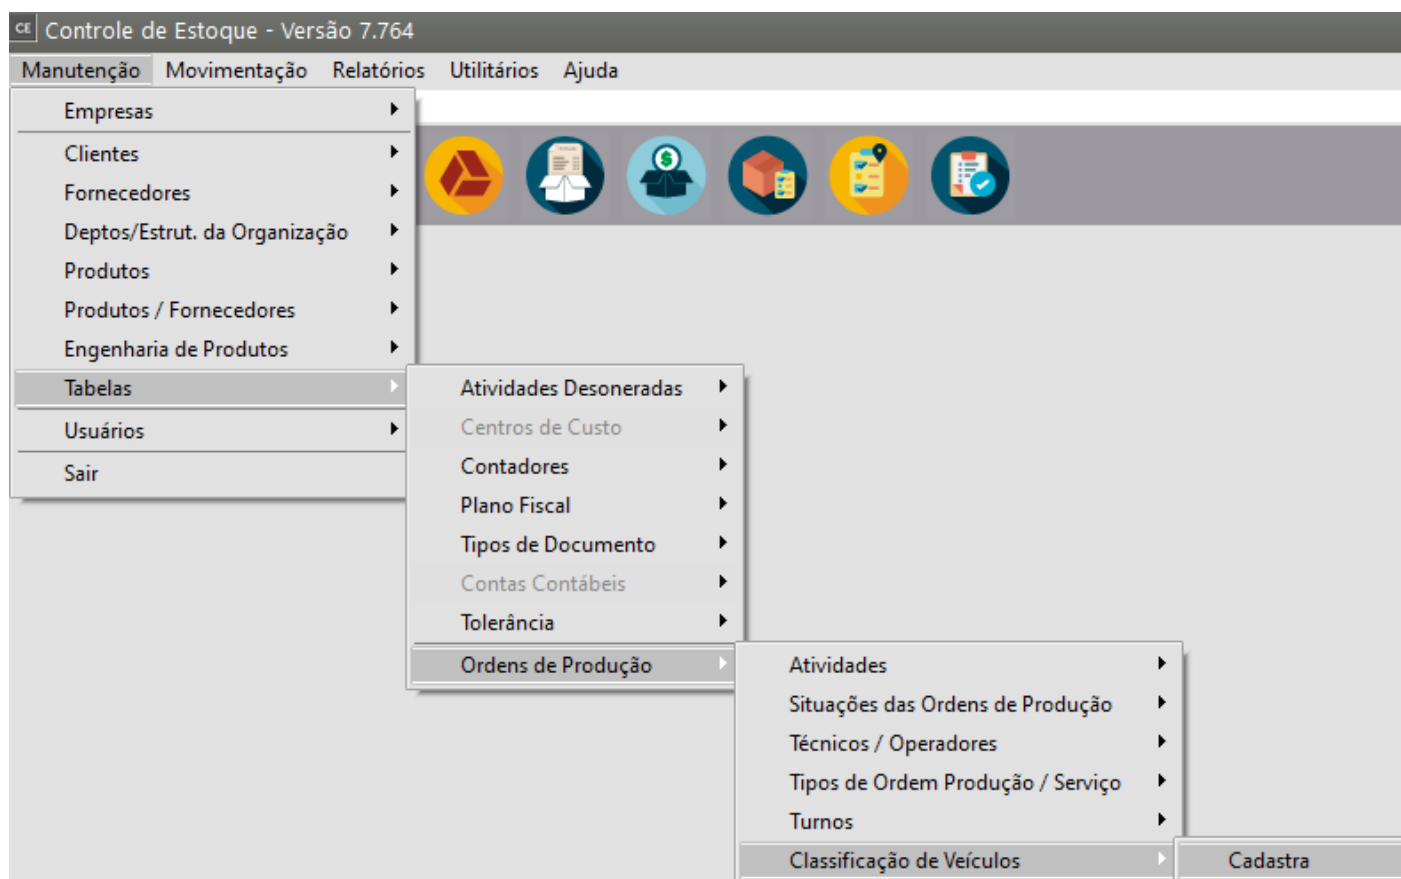 CE Controle de Estoque - Versão 7.764
Manutenção Movimentação Relatórios Utilitários Ajuda
Empresas
Clientes
Fornecedores
Deptos/Estrut. da Organização
Produtos
Produtos / Fornecedores
Engenharia de Produtos
Tabelas
Usuários
Sair
Atividades Desoneradas
Centros de Custo
Contadores
Plano Fiscal
Tipos de Documento
Contas Contábeis
Tolerância
Ordens de Produção
Atividades
Situações das Ordens de Produção
Técnicos / Operadores
Tipos de Ordem Produção / Serviço
Turnos
Classificação de Veículos
Cadastra